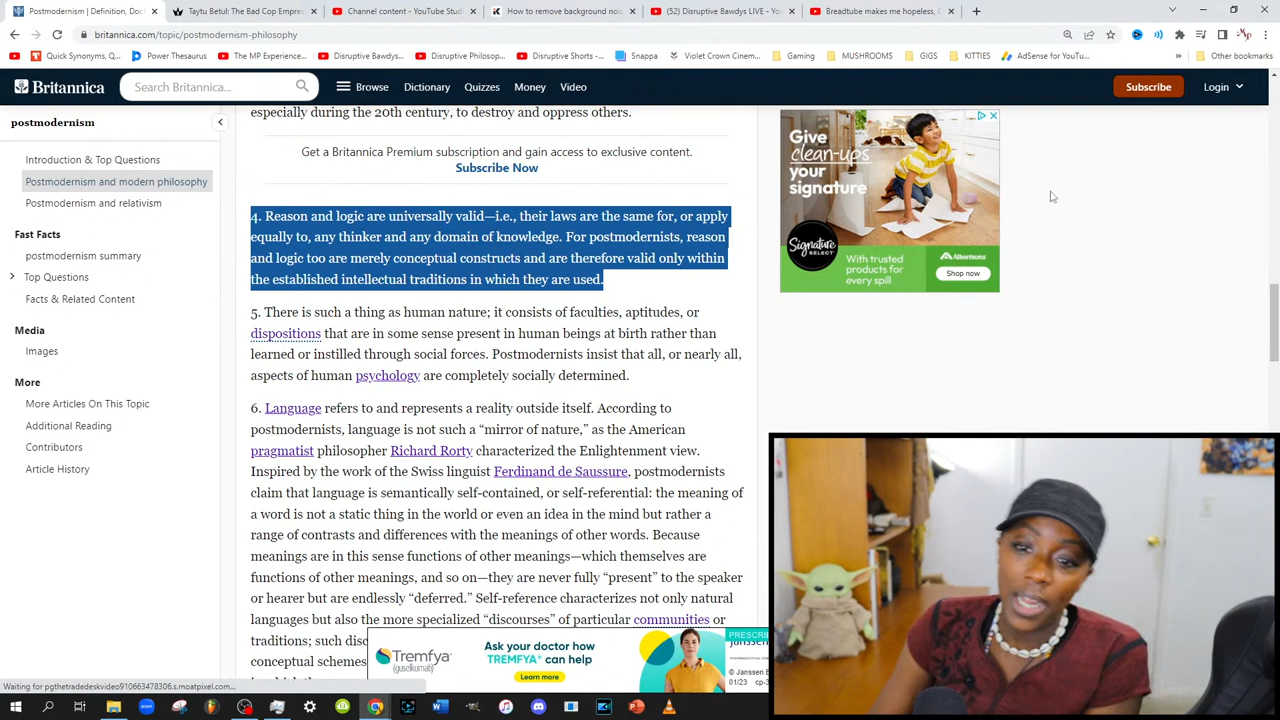 Postmodernism | Definition, Doc
Taytu Betul: The Bad Cop Empres
Channel content - YouTube Studi
How to remove background noi
(52) Disruptive Bawdys LIVE - Yo
Breadtube makes me hopeless, C
britannica.com/topic/postmodernism-philosophy
Quick Synonyms, Q...
Power Thesaurus
The MP Experience...
Disruptive Bawdys...
Disruptive Philosop...
Disruptive Shorts -...
Snappa
Violet Crown Cinem...
Gaming
MUSHROOMS
GIGS
KITTIES
AdSense for YouTu...
Other bookmarks
Britannica
Search Britannica...
Browse
Dictionary
Quizzes
Money
Video
Subscribe
Login
postmodernism
Introduction & Top Questions
Postmodernism and modern philosophy
Postmodernism and relativism
Fast Facts
postmodernism summary
Top Questions
Facts & Related Content
Media
Images
More
More Articles On This Topic
Additional Reading
Contributors
Article History
especially during the 20th century, to destroy and oppress others.
Get a Britannica Premium subscription and gain access to exclusive content.
Subscribe Now
4. Reason and logic are universally valid—i.e., their laws are the same for, or apply
equally to, any thinker and any domain of knowledge. For postmodernists, reason
and logic too are merely conceptual constructs and are therefore valid only within
the established intellectual traditions in which they are used.
5. There is such a thing as human nature; it consists of faculties, aptitudes, or
dispositions that are in some sense present in human beings at birth rather than
learned or instilled through social forces. Postmodernists insist that all, or nearly all,
aspects of human psychology are completely socially determined.
6. Language refers to and represents a reality outside itself. According to
postmodernists, language is not such a “mirror of nature,” as the American
pragmatist philosopher Richard Rorty characterized the Enlightenment view.
Inspired by the work of the Swiss linguist Ferdinand de Saussure, postmodernists
claim that language is semantically self-contained, or self-referential: the meaning of
a word is not a static thing in the world or even an idea in the mind but rather a
range of contrasts and differences with the meanings of other words. Because
meanings are in this sense functions of other meanings—which themselves are
functions of other meanings, and so on—they are never fully “present” to the speaker
or hearer but are endlessly “deferred.” Self-reference characterizes not only natural
languages but also the more specialized “discourses” of particular communities or
traditions; such disc
conceptual schemes
Give
clean-ups
your
signature
Signature
SELECT
With trusted
products for
every spill
Albertsons
Shop now
Tremfya
(guselkumab)
Ask your doctor how
TREMFYA® can help
Learn more
PRESCRI
Janssen
© Janssen B
01/23 cp-3
Waiting for pgthetradedeskvideo910663478306.s.moatpixel.com...